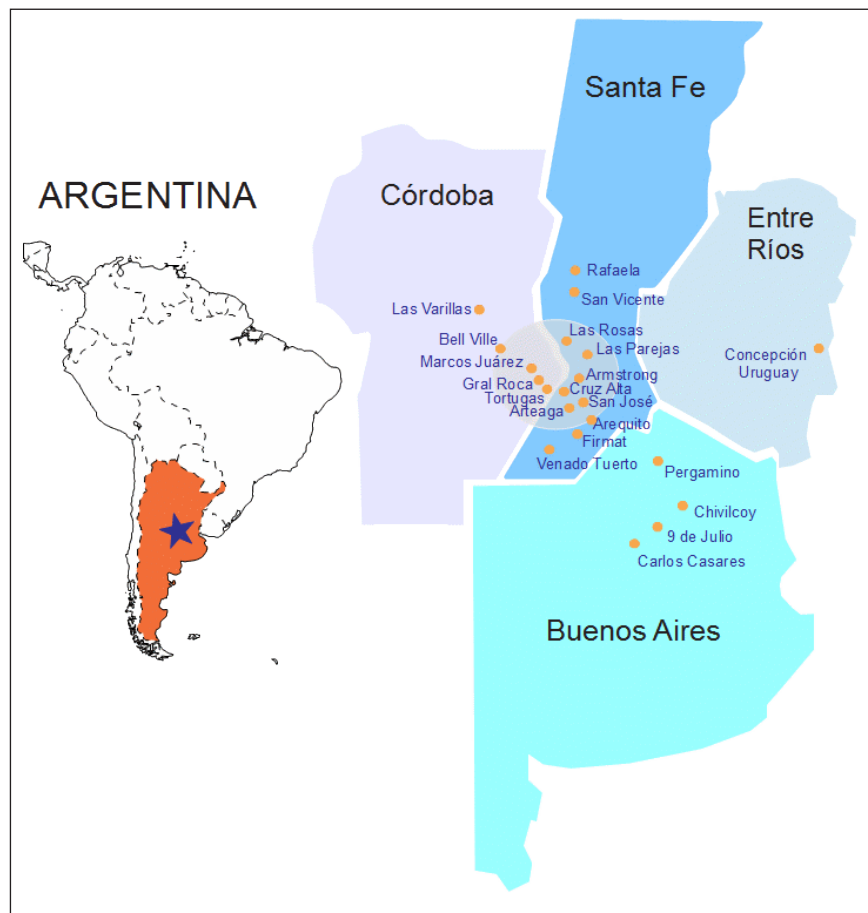 Santa Fe
ARGENTINA
Córdoba
Entre
Ríos
Rafaela
San Vicente
Las Varillas
Las Rosas
Bell Ville
Las Parejas
Concepción
Uruguay
Marcos Juárez
Armstrong
Gral Roca
Cruz Alta
Tortugas
San José
Arteaga
Arequito
Firmat
Venado Tuerto
Pergamino
Chivilcoy
9 de Julio
Carlos Casares
Buenos Aires